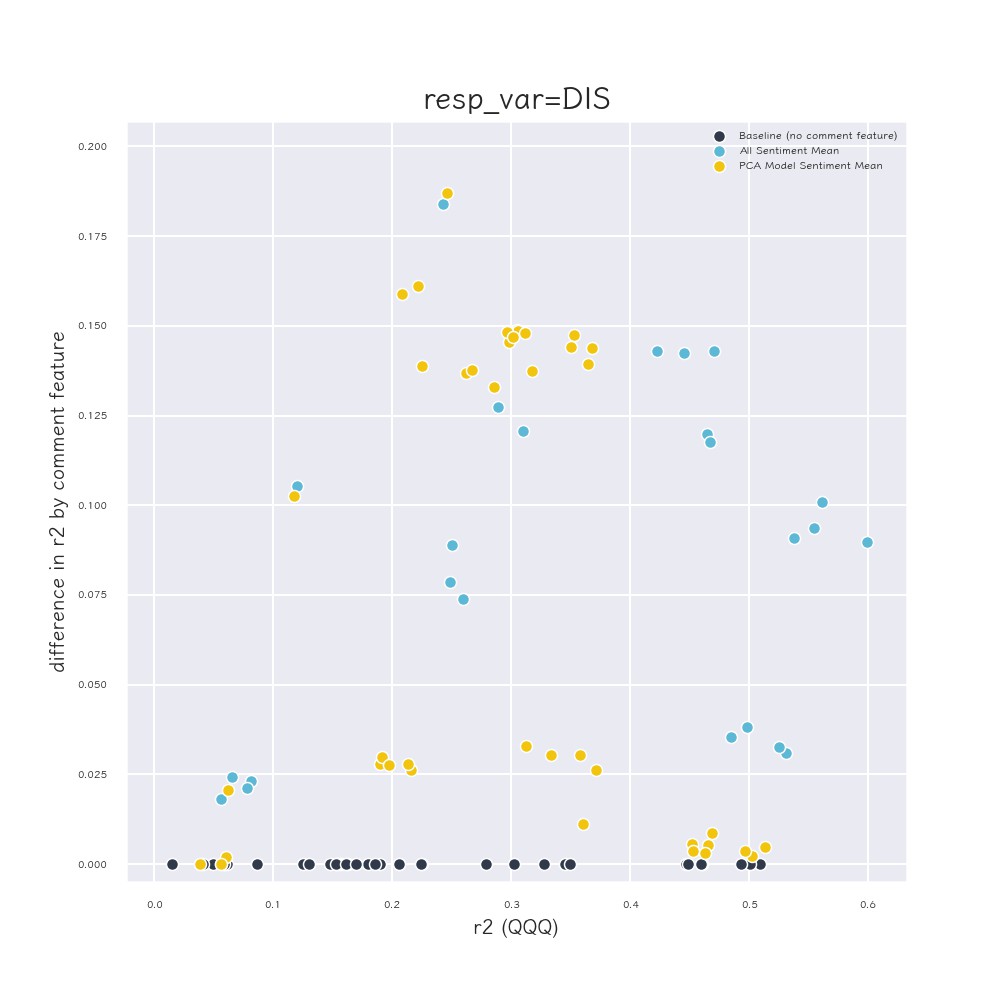 resp_var=DIS
Baseline (no comment feature)
All Sentiment Mean
PCA Model Sentiment Mean
difference in r2 by comment feature
0.200
0.175
0.150
0.125
0.100
0.075
0.050
0.025
0.000
0.0 0.1 0.2 0.3 0.4 0.5 0.6
r2 (QQQ)